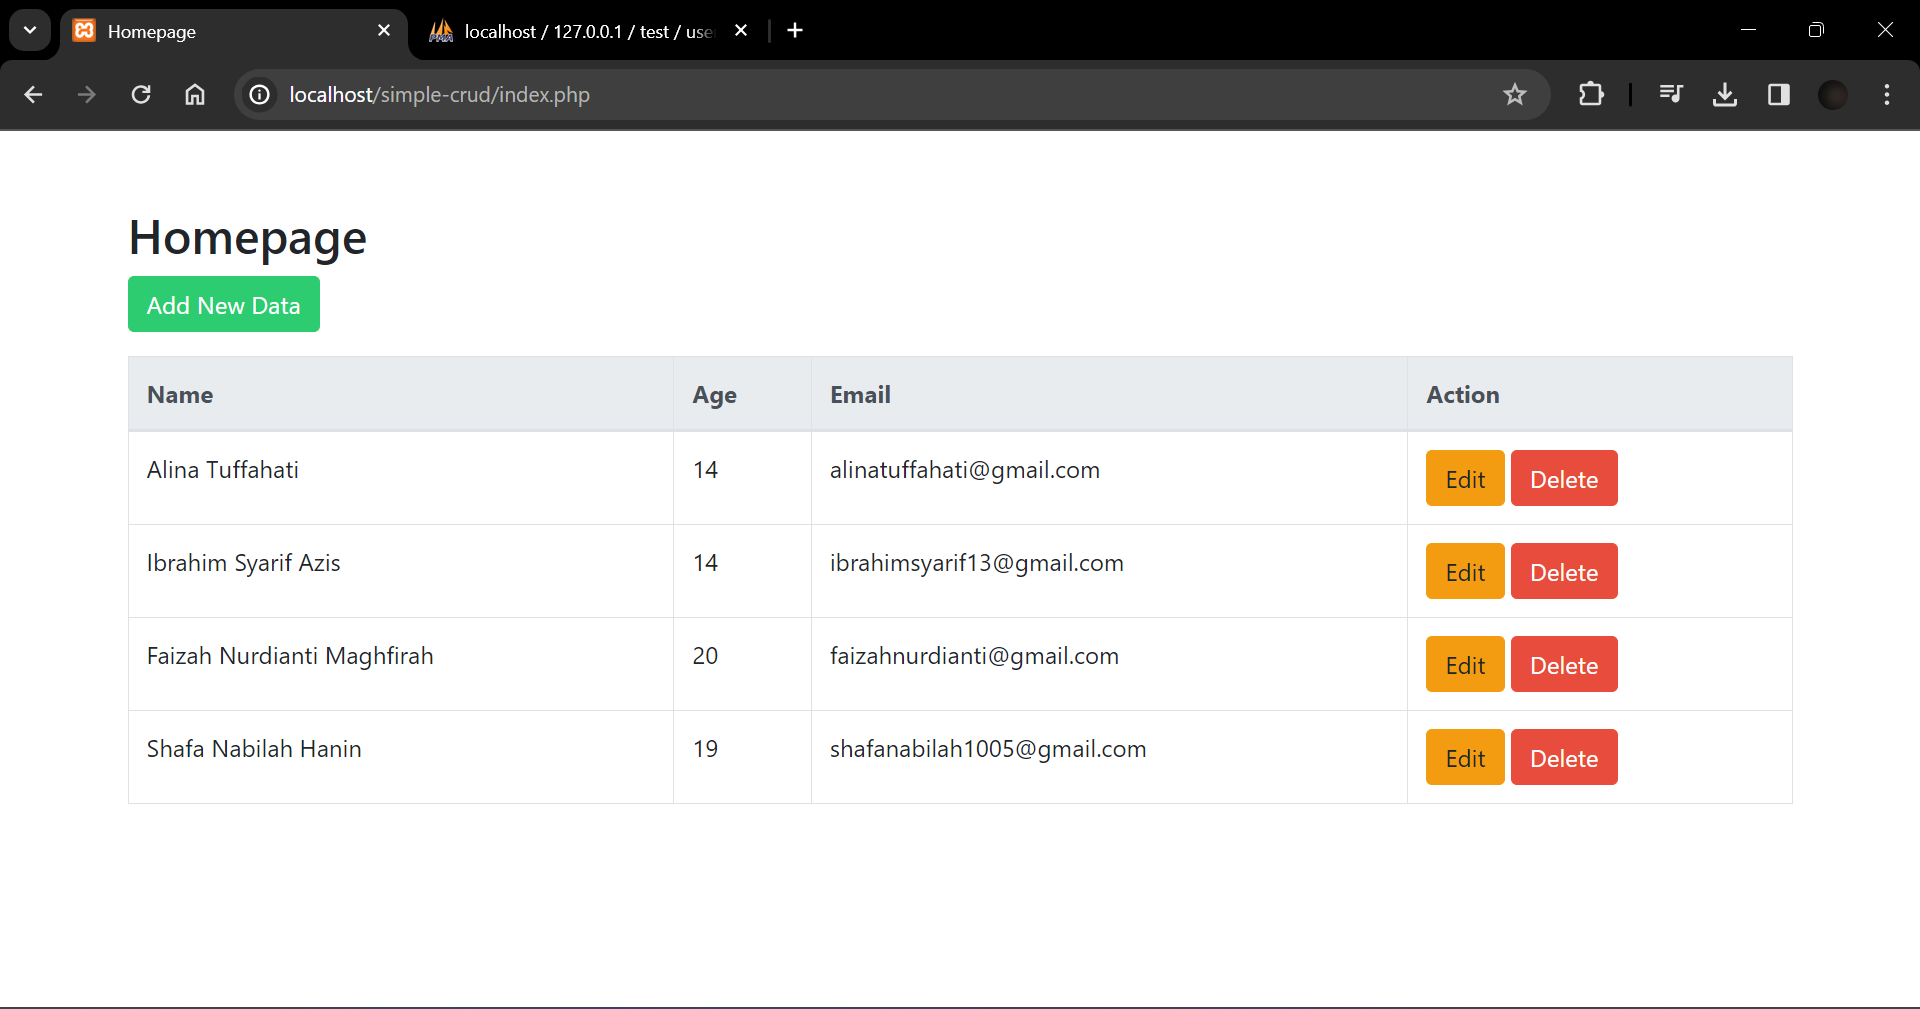 Homepage
localhost / 127.0.0.1 / test / use
localhost/simple-crud/index.php
Homepage
Add New Data
Name Age Email Action
Alina Tuffahati 14 alinatuffahati@gmail.com Edit Delete
Ibrahim Syarif Azis 14 ibrahimsyarif13@gmail.com Edit Delete
Faizah Nurdianti Maghfirah 20 faizahnurdianti@gmail.com Edit Delete
Shafa Nabilah Hanin 19 shafanabilah1005@gmail.com Edit Delete